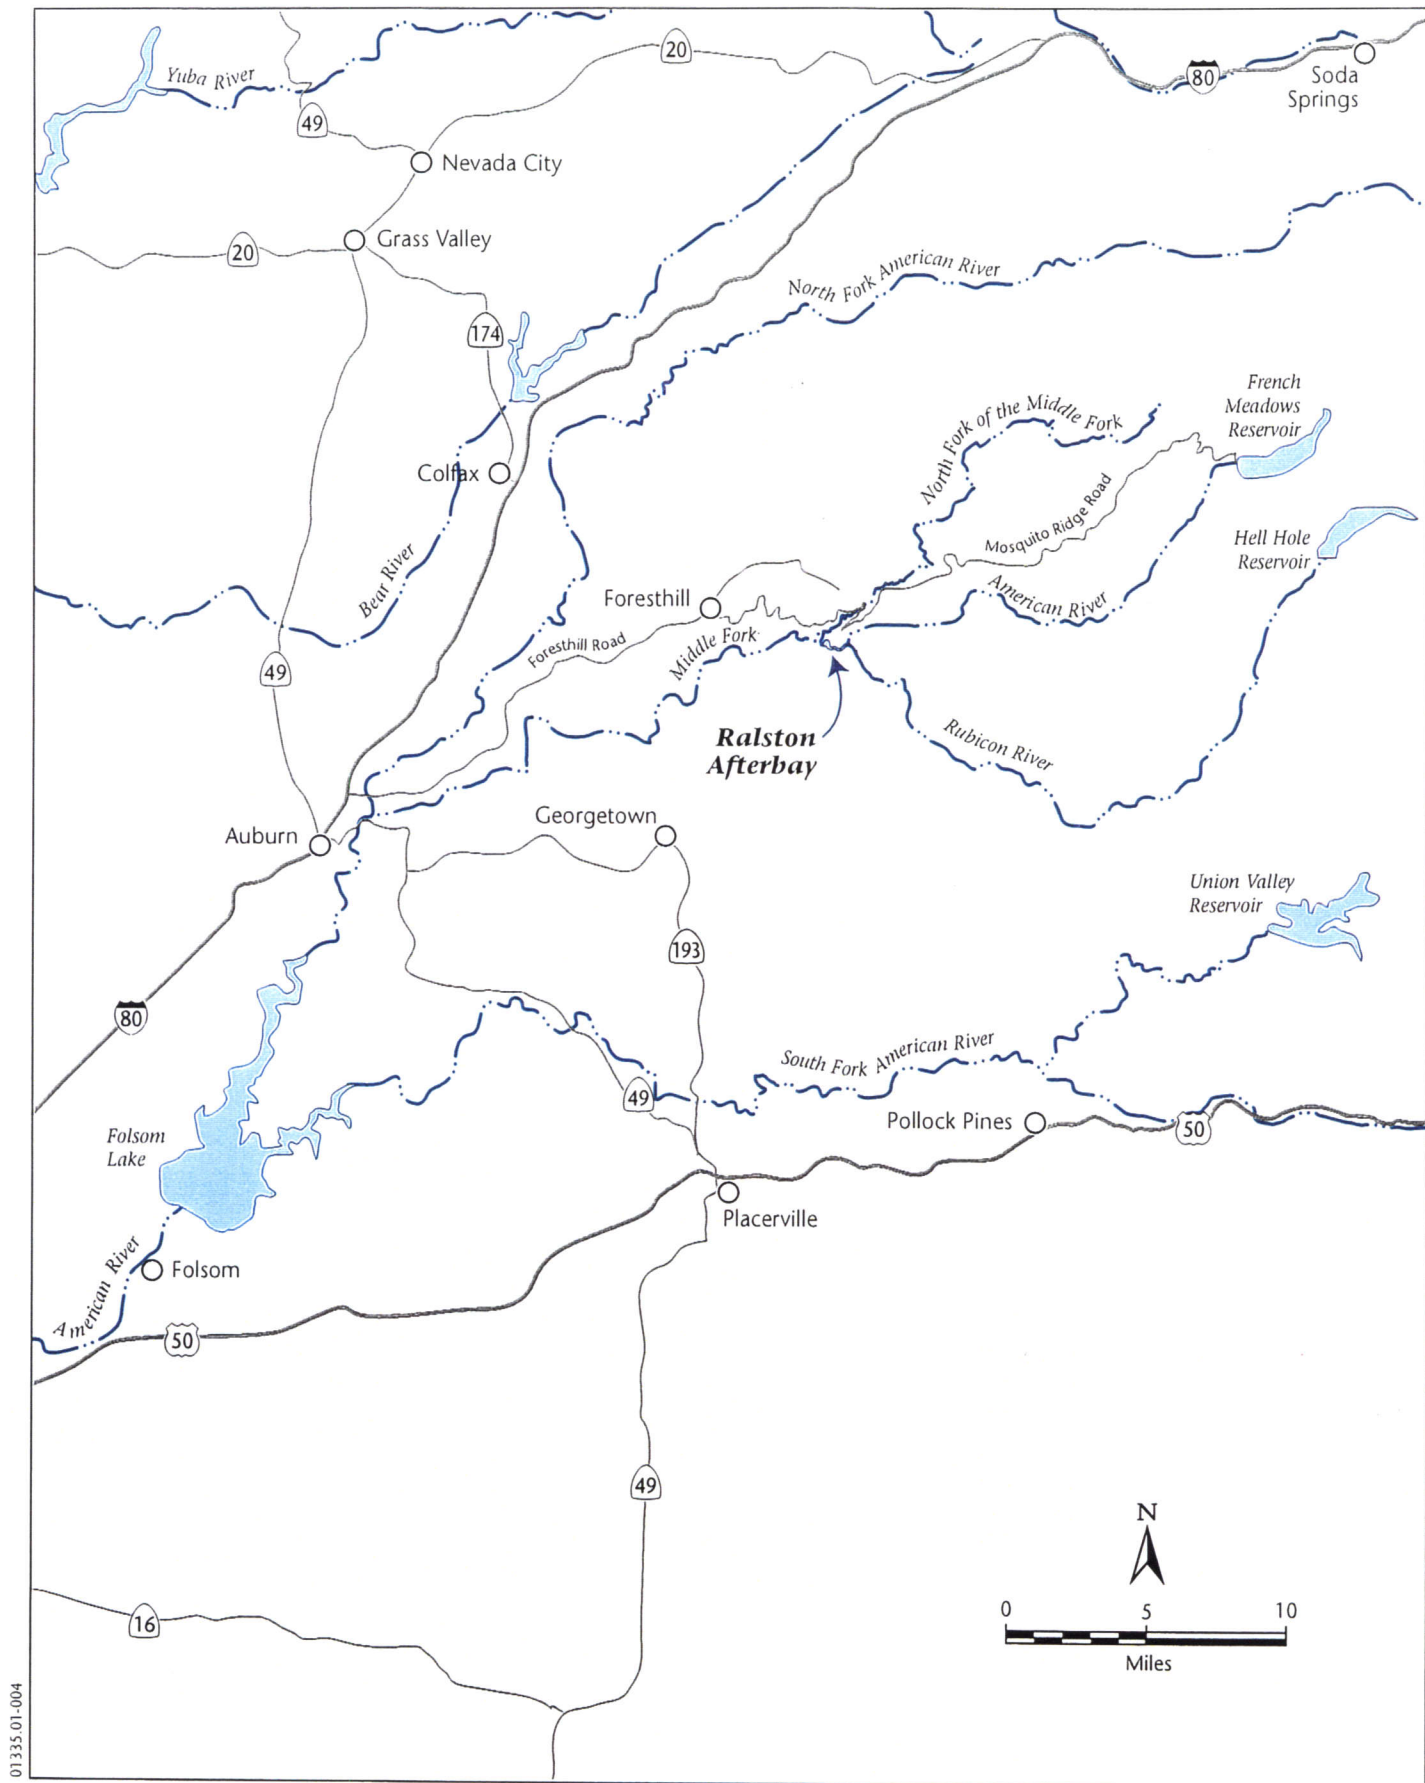 Yuba River
20
80
Soda
Springs
49
Nevada City
20
Grass Valley
North Fork American River
174
French
Meadows
Reservoir
North Fork of the Middle Fork
Colfax
Mosquito Ridge Road
Hell Hole
Reservoir
Bear River
American River
Foresthill
Foresthill Road
Middle Fork
49
Ralston
Afterbay
Rubicon River
Georgetown
Auburn
Union Valley
Reservoir
193
80
South Fork American River
49
Pollock Pines
50
Folsom
Lake
Placerville
American River
Folsom
50
49
N
0 5 10
Miles
16
01335.01-004